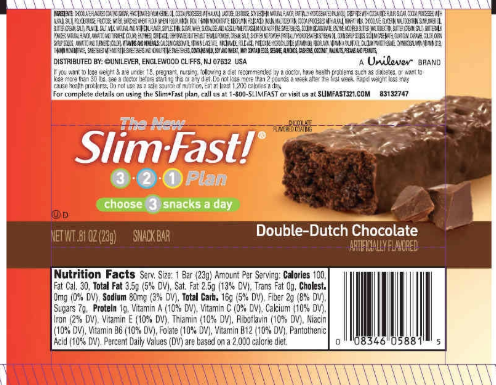 DISTRIBUTED BY: ©UNILEVER, ENGLEWOOD CLIFFS, NJ 07632 USA
A Unilever BRAND
If you want to lose weight & are under 18, pregnant, nursing, following a diet recommended by a doctor, have health problems such as diabetes, or want to
lose more than 30 lbs, see a doctor before starting this or any diet. Do not lose more than 2 pounds a week after the first week. Rapid weight loss may
cause health problems. Do not use as a sole source of nutrition. Eat at least 1,200 calories a day.
For complete details on using the Slim•Fast plan, call us at 1-800-SLIMFAST or visit us at SLIMFAST321.COM 83132747
The New
CHOCOLATE
FLAVORED COATING
Slim·Fast!®
3·2·1 Plan
choose 3 snacks a day
D
NET WT .81 OZ (23g) SNACK BAR
Double-Dutch Chocolate
ARTIFICIALLY FLAVORED
Nutrition Facts Serv. Size: 1 Bar (23g) Amount Per Serving: Calories 100,
Fat Cal. 30, Total Fat 3.5g (5% DV), Sat. Fat 2.5g (13% DV), Trans Fat 0g, Cholest.
0mg (0% DV), Sodium 80mg (3% DV), Total Carb. 16g (5% DV), Fiber 2g (8% DV),
Sugars 7g, Protein 1g, Vitamin A (10% DV), Vitamin C (0% DV), Calcium (10% DV),
Iron (2% DV), Vitamin E (10% DV), Thiamin (10% DV), Riboflavin (10% DV), Niacin
(10% DV), Vitamin B6 (10% DV), Folate (10% DV), Vitamin B12 (10% DV), Pantothenic
Acid (10% DV). Percent Daily Values (DV) are based on a 2,000 calorie diet.
0 08346 05881 5